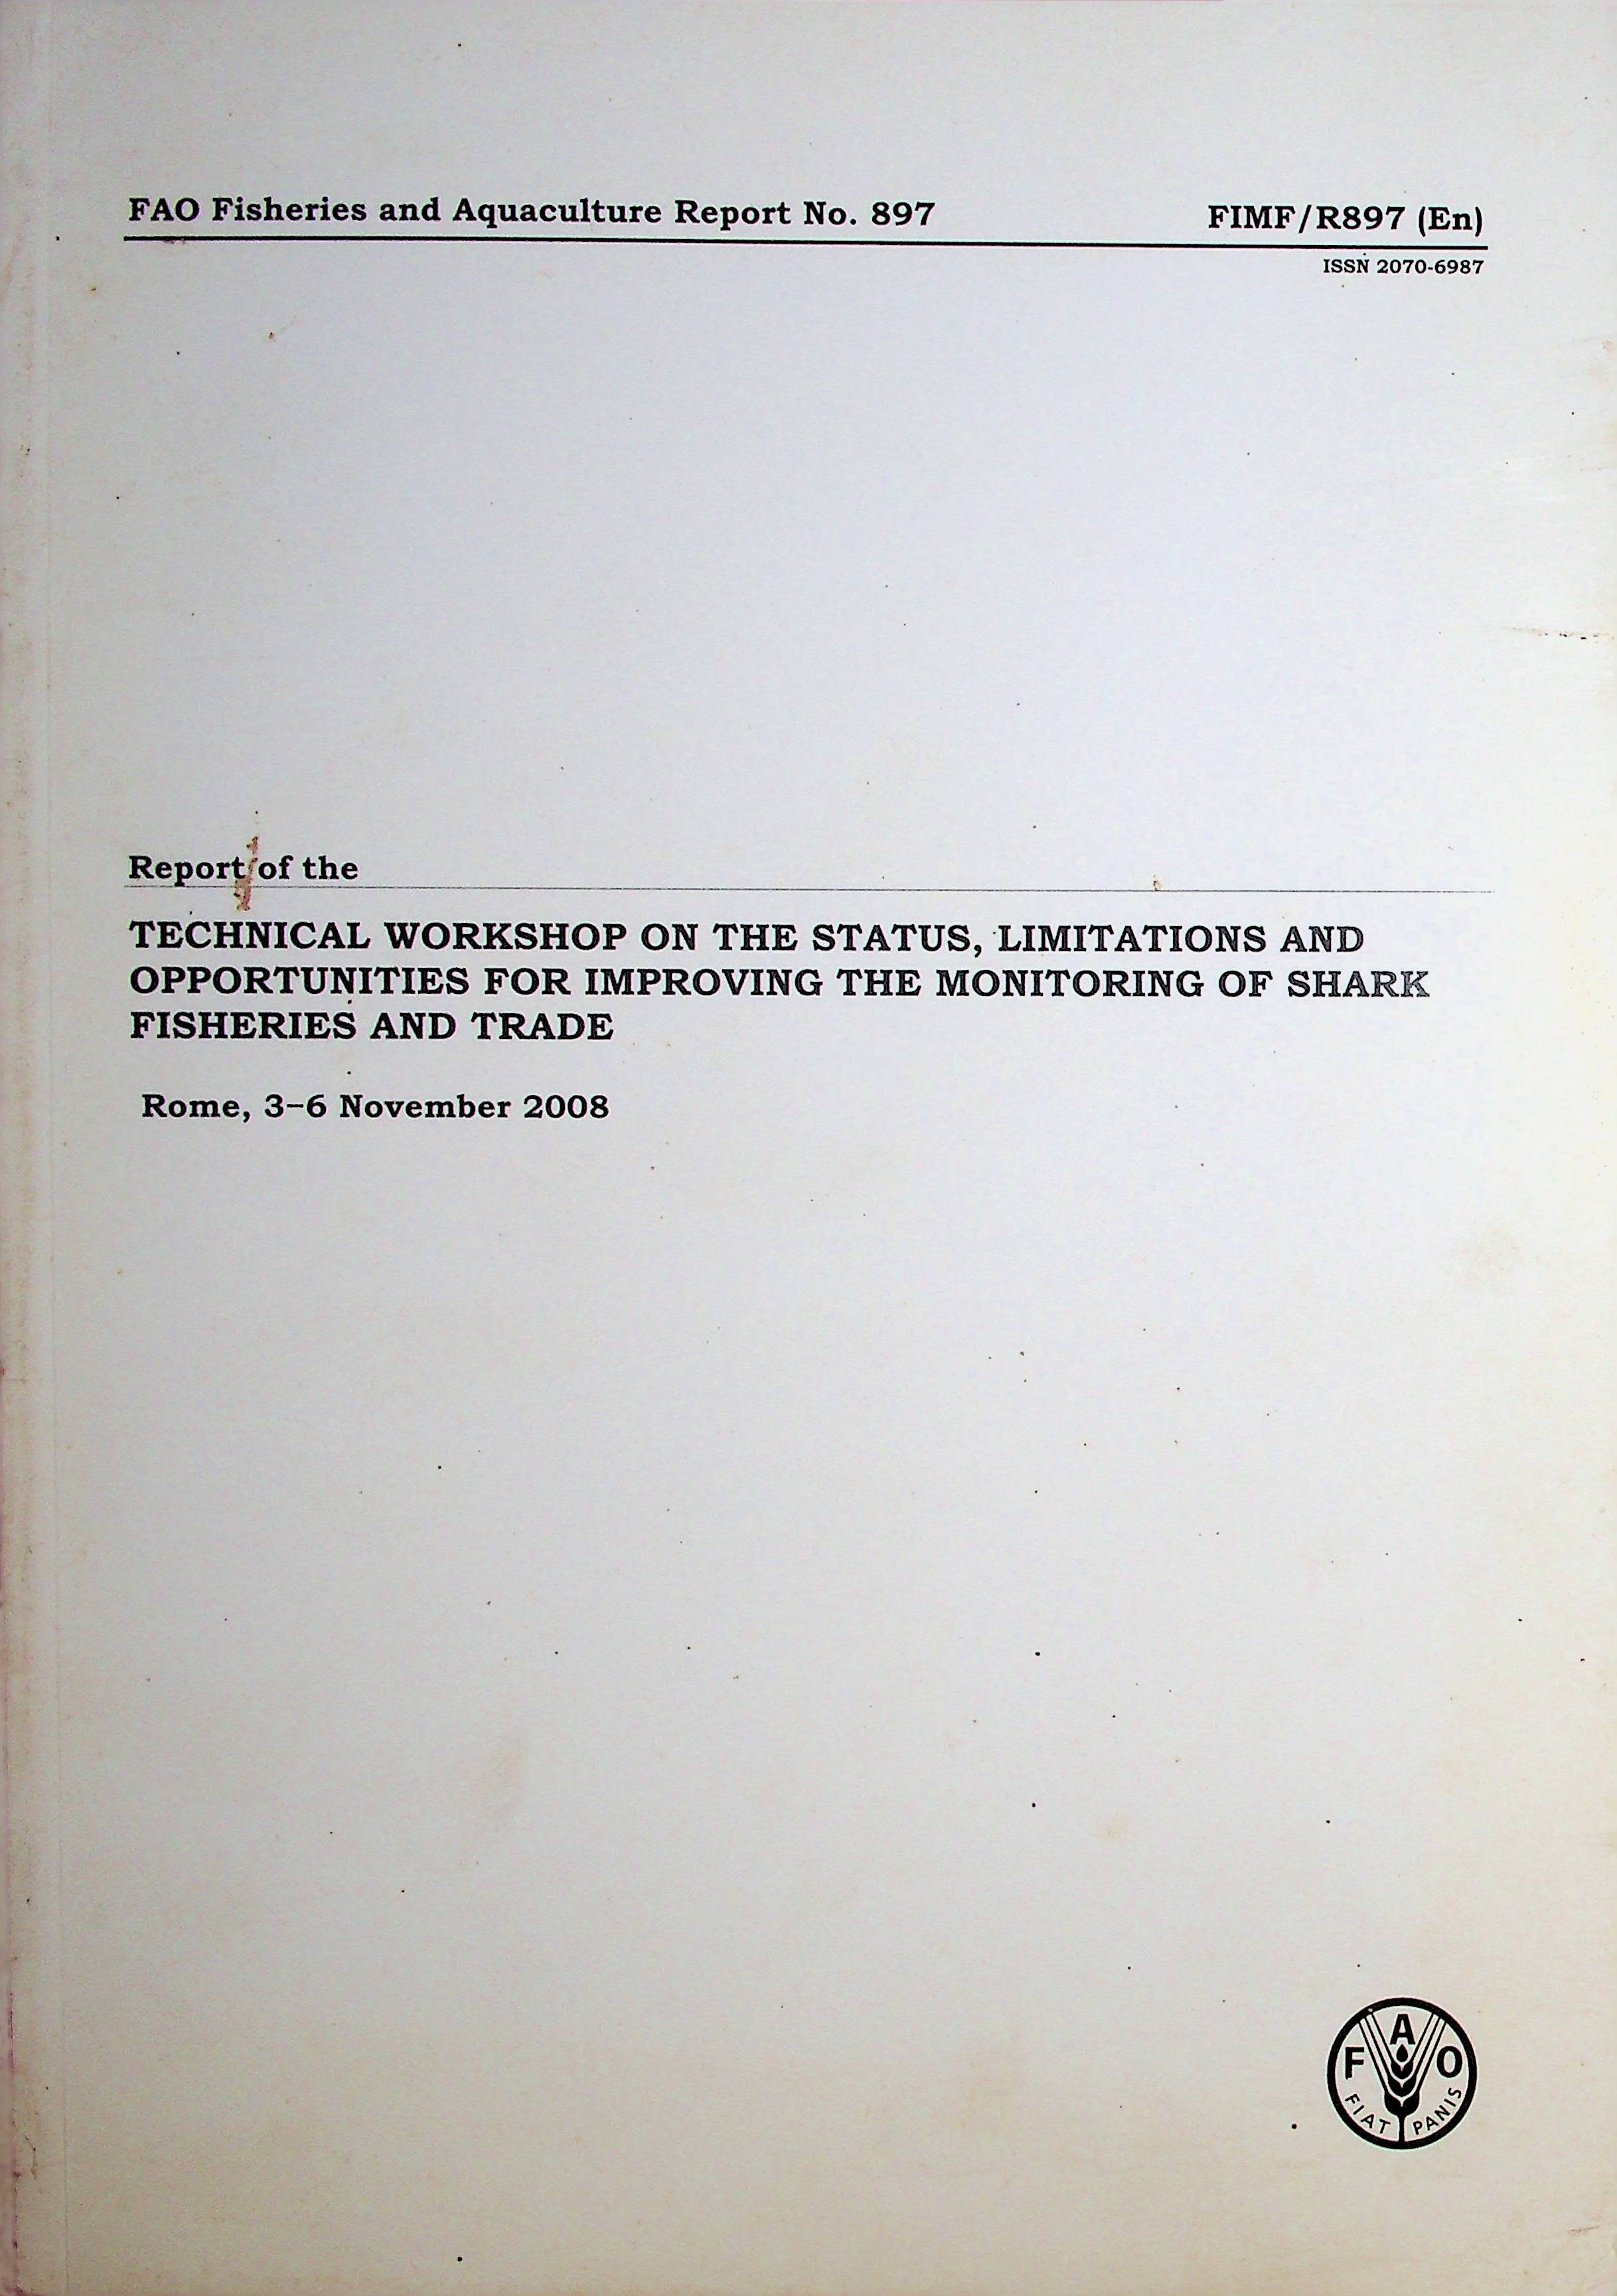 FAO Fisheries and Aquaculture Report No. 897
FIMF/R897 (En)
ISSN 2070-6987
Report of the
TECHNICAL WORKSHOP ON THE STATUS, LIMITATIONS AND
OPPORTUNITIES FOR IMPROVING THE MONITORING OF SHARK
FISHERIES AND TRADE
Rome, 3–6 November 2008
F A O
FIAT PANIS